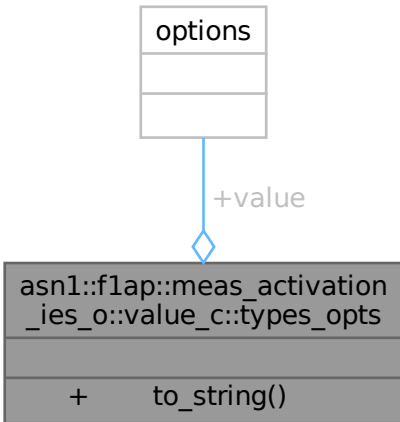 options
+value
asn1::f1ap::meas_activation
_ies_o::value_c::types_opts
+ to_string()